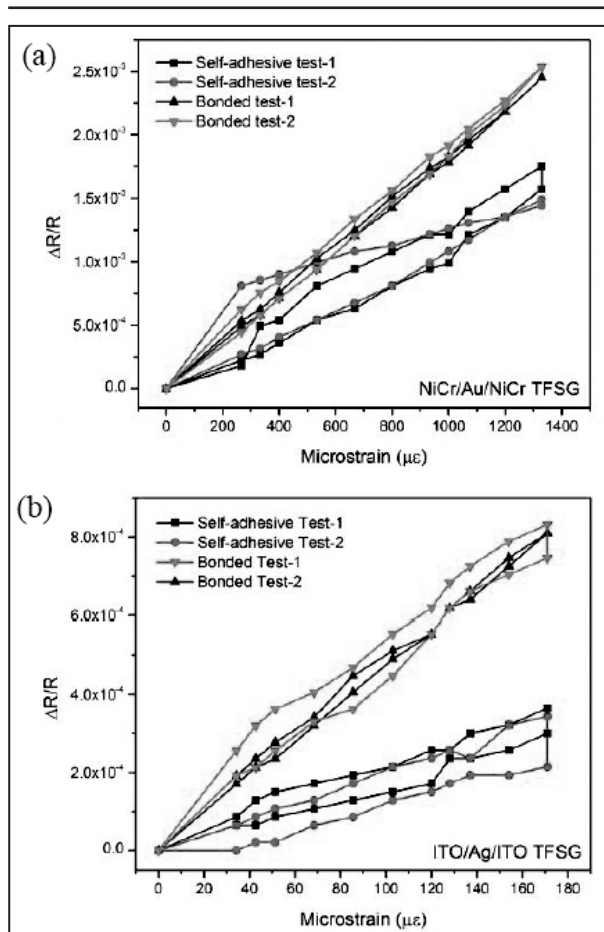 (a)
Self-adhesive test-1
Self-adhesive test-2
Bonded test-1
Bonded test-2
2.5x10⁻³
2.0x10⁻³
1.5x10⁻³
1.0x10⁻³
5.0x10⁻⁴
0.0
ΔR/R
NiCr/Au/NiCr TFSG
0 200 400 600 800 1000 1200 1400
Microstrain (με)
(b)
Self-adhesive Test-1
Self-adhesive Test-2
Bonded Test-1
Bonded Test-2
8.0x10⁻⁴
6.0x10⁻⁴
4.0x10⁻⁴
2.0x10⁻⁴
0.0
ΔR/R
ITO/Ag/ITO TFSG
0 20 40 60 80 100 120 140 160 180
Microstrain (με)